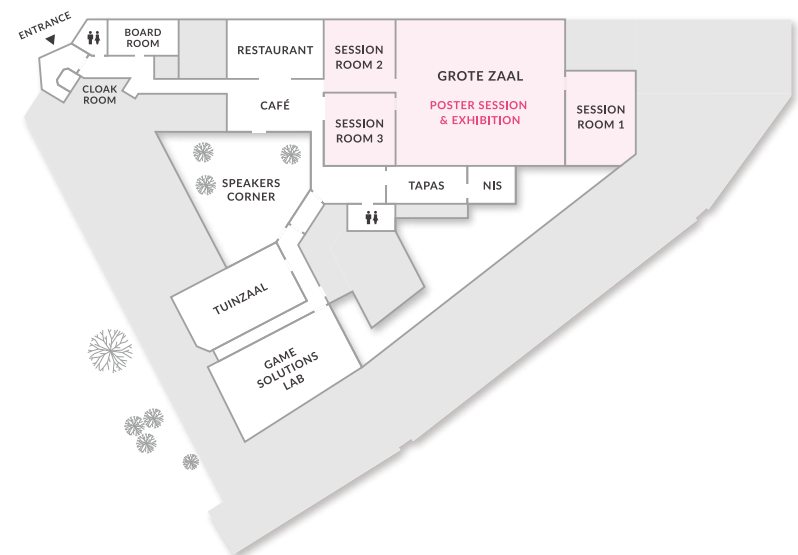 ENTRANCE
BOARD
ROOM
CLOAK
ROOM
RESTAURANT
CAFÉ
SESSION
ROOM 2
SESSION
ROOM 3
GROTE ZAAL
POSTER SESSION
& EXHIBITION
SESSION
ROOM 1
SPEAKERS
CORNER
TAPAS
NIS
TUINZAAL
GAME
SOLUTIONS
LAB